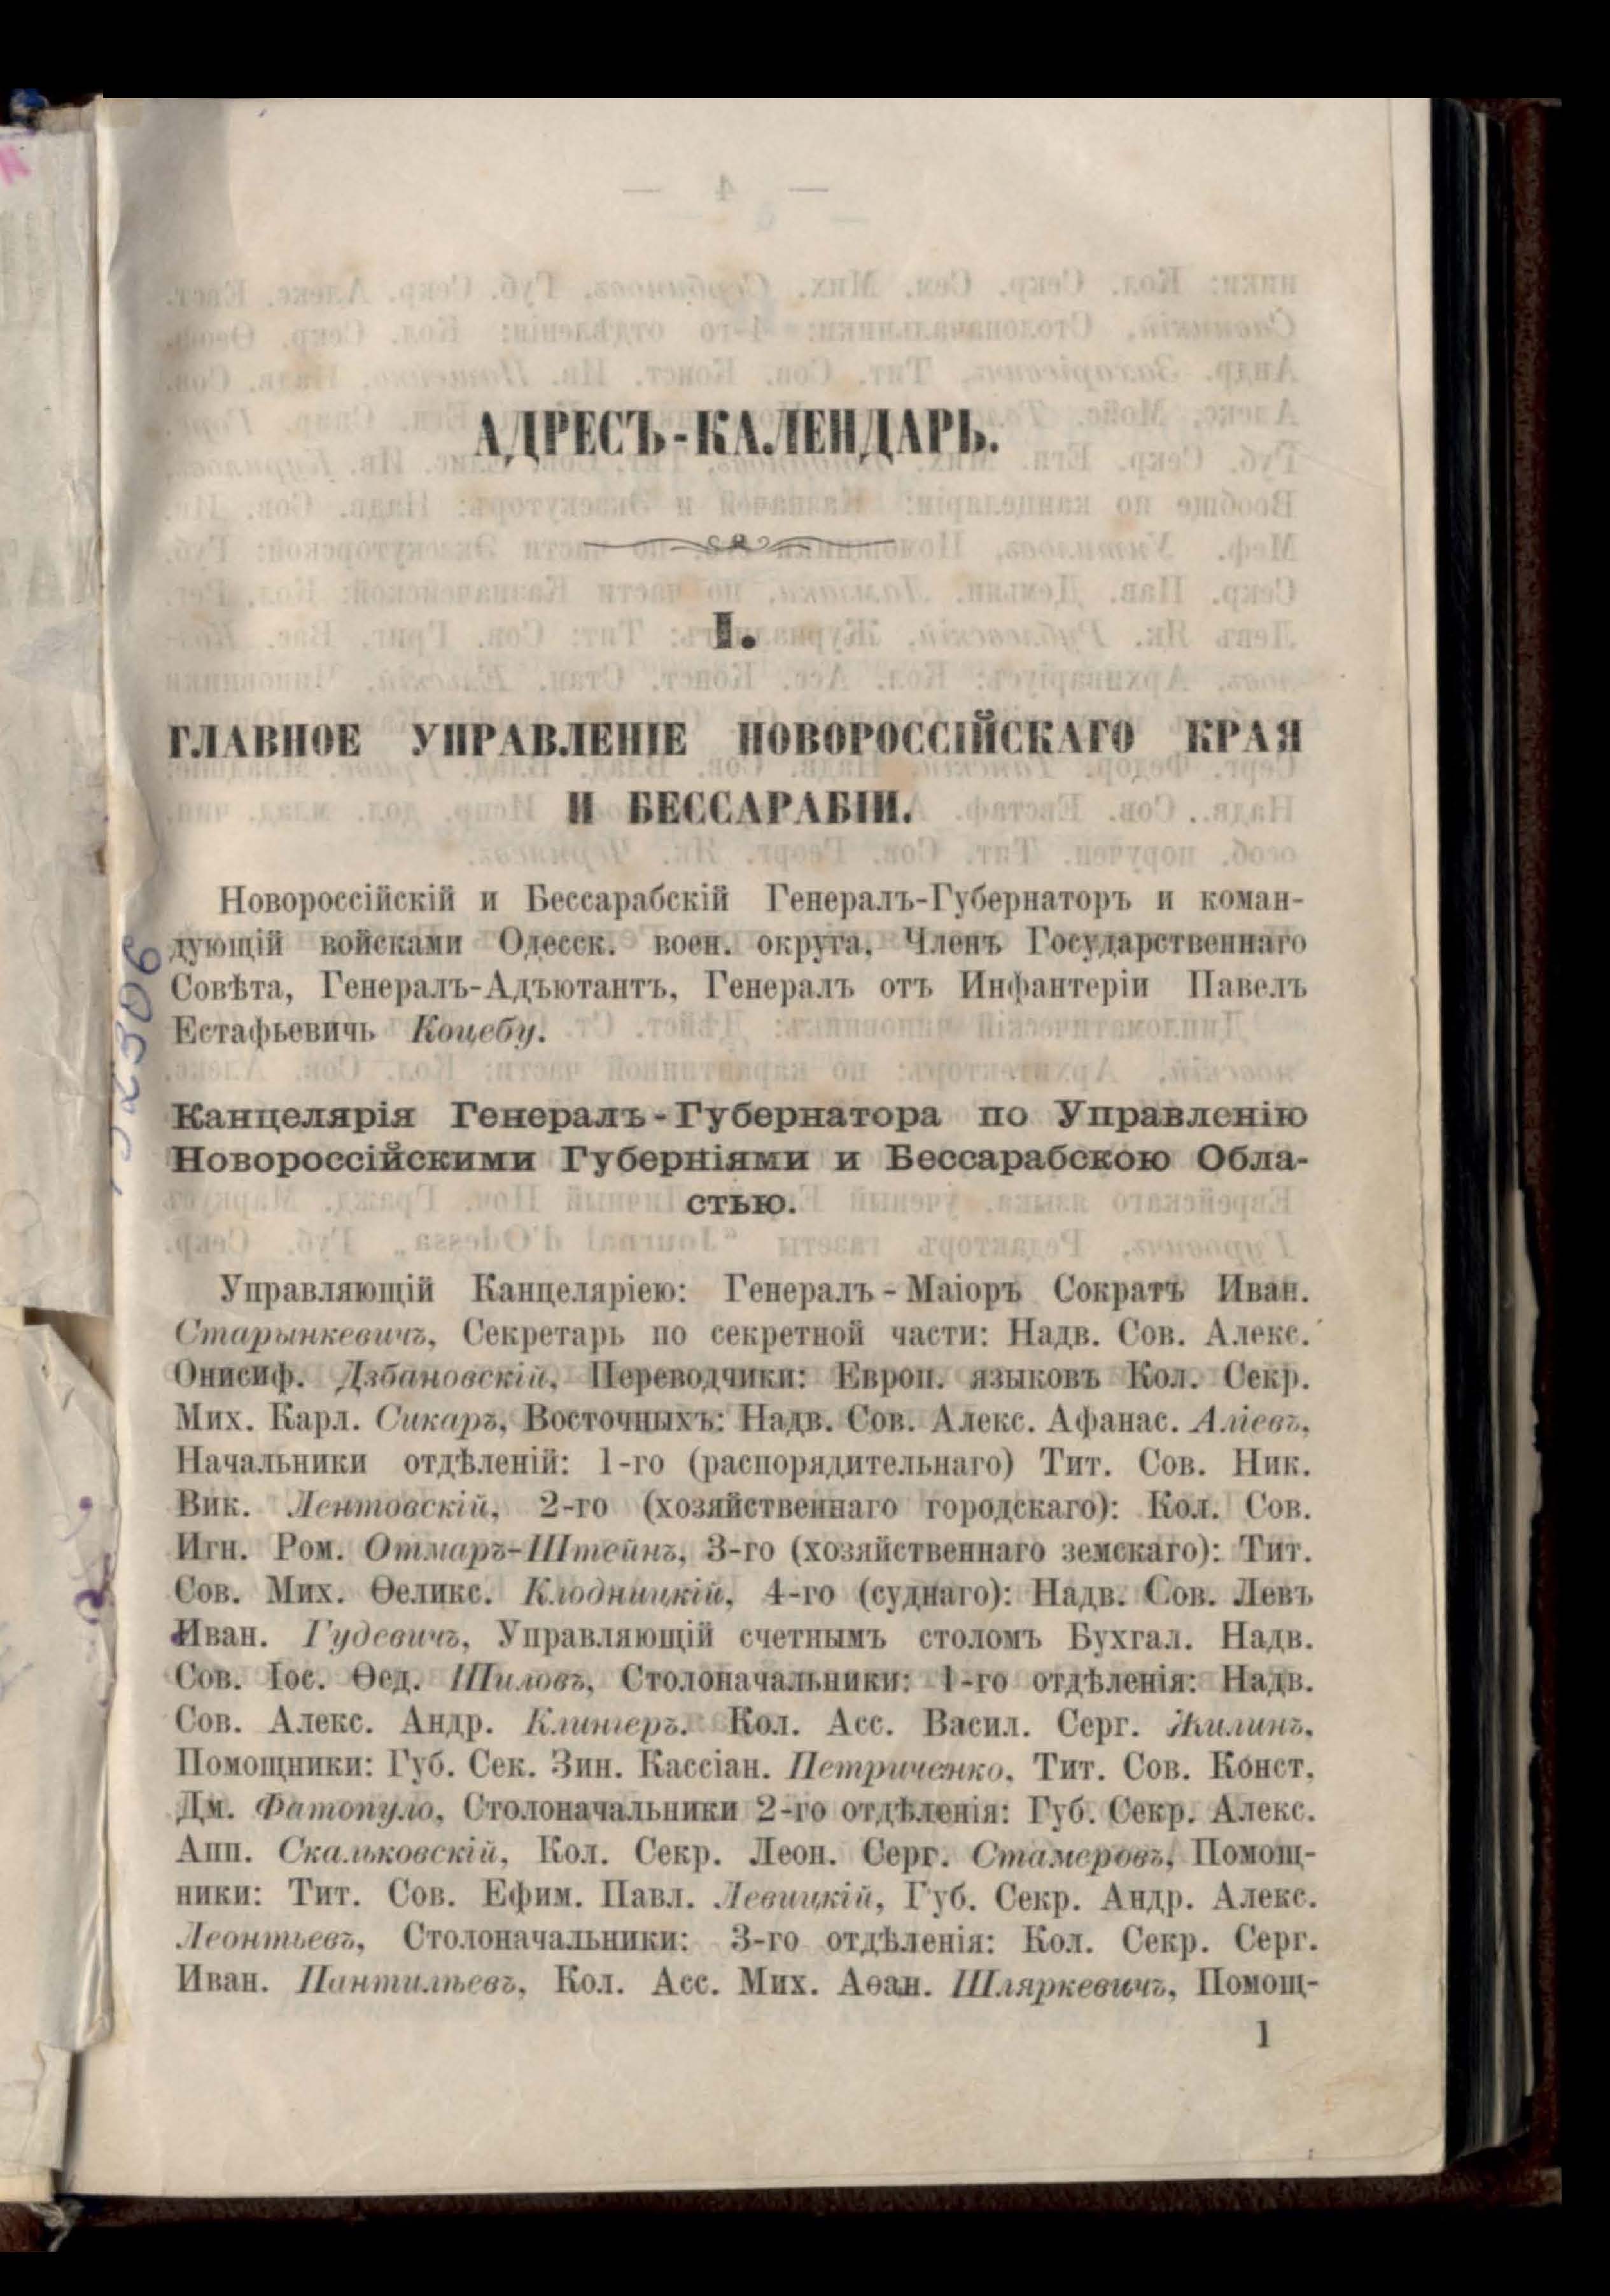 АДРЕСЪ-КАЛЕНДАРЬ.
I.
ГЛАВНОЕ УПРАВЛЕНІЕ НОВОРОССІЙСКАГО КРАЯ
И БЕССАРАБІИ.
Новороссійскій и Бессарабскій Генералъ-Губернаторъ и коман-
дующій войсками Одесск. воен. округа, Членъ Государственнаго
Совѣта, Генералъ-Адъютантъ, Генералъ отъ Инфантеріи Павелъ
Естафьевичь Коцебу.
Канцелярія Генералъ-Губернатора по Управленію
Новороссійскими Губерніями и Бессарабскою Обла-
стью.
Управляющій Канцеляріею: Генералъ-Маіоръ Сократъ Иван.
Старынкевичъ, Секретарь по секретной части: Надв. Сов. Алекс.
Онисиф. Дзбановскій, Переводчики: Европ. языковъ Кол. Секр.
Мих. Карл. Сикаръ, Восточныхъ: Надв. Сов. Алекс. Афанас. Аліевъ,
Начальники отдѣленій: 1-го (распорядительнаго) Тит. Сов. Ник.
Вик. Лентовскій, 2-го (хозяйственнаго городскаго): Кол. Сов.
Игн. Ром. Отмаръ-Штейнъ, 3-го (хозяйственнаго земскаго): Тит.
Сов. Мих. Ѳеликс. Клодницкій, 4-го (суднаго): Надв. Сов. Левъ
Иван. Гудевичъ, Управляющій счетнымъ столомъ Бухгал. Надв.
Сов. Іос. Ѳед. Шиловъ, Столоначальники: 1-го отдѣленія: Надв.
Сов. Алекс. Андр. Клингеръ. Кол. Асс. Васил. Серг. Жилинъ,
Помощники: Губ. Сек. Зин. Кассіан. Петриченко, Тит. Сов. Конст.
Дм. Фатопуло, Столоначальники 2-го отдѣленія: Губ. Секр. Алекс.
Апп. Скальковскій, Кол. Секр. Леон. Серг. Стамеровъ, Помощ-
ники: Тит. Сов. Ефим. Павл. Левицкій, Губ. Секр. Андр. Алекс.
Леонтьевъ, Столоначальники: 3-го отдѣленія: Кол. Секр. Серг.
Иван. Пантилѣевъ, Кол. Асс. Мих. Аѳан. Шляркевичъ, Помощ-
1